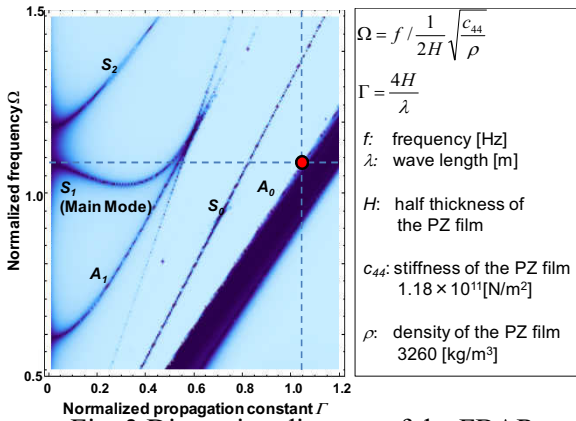 1.5
1.0
0.5
Normalized frequency Ω
S2
S1
(Main Mode)
A1
S0
A0
0
0.2
0.4
0.6
0.8
1.0
1.2
Normalized propagation constant Γ
Ω = f / 1/2H √(c44/ρ)
Γ = 4H/λ
f: frequency [Hz]
λ: wave length [m]
H: half thickness of
the PZ film
c44: stiffness of the PZ film
1.18×10¹¹[N/m²]
ρ: density of the PZ film
3260 [kg/m³]